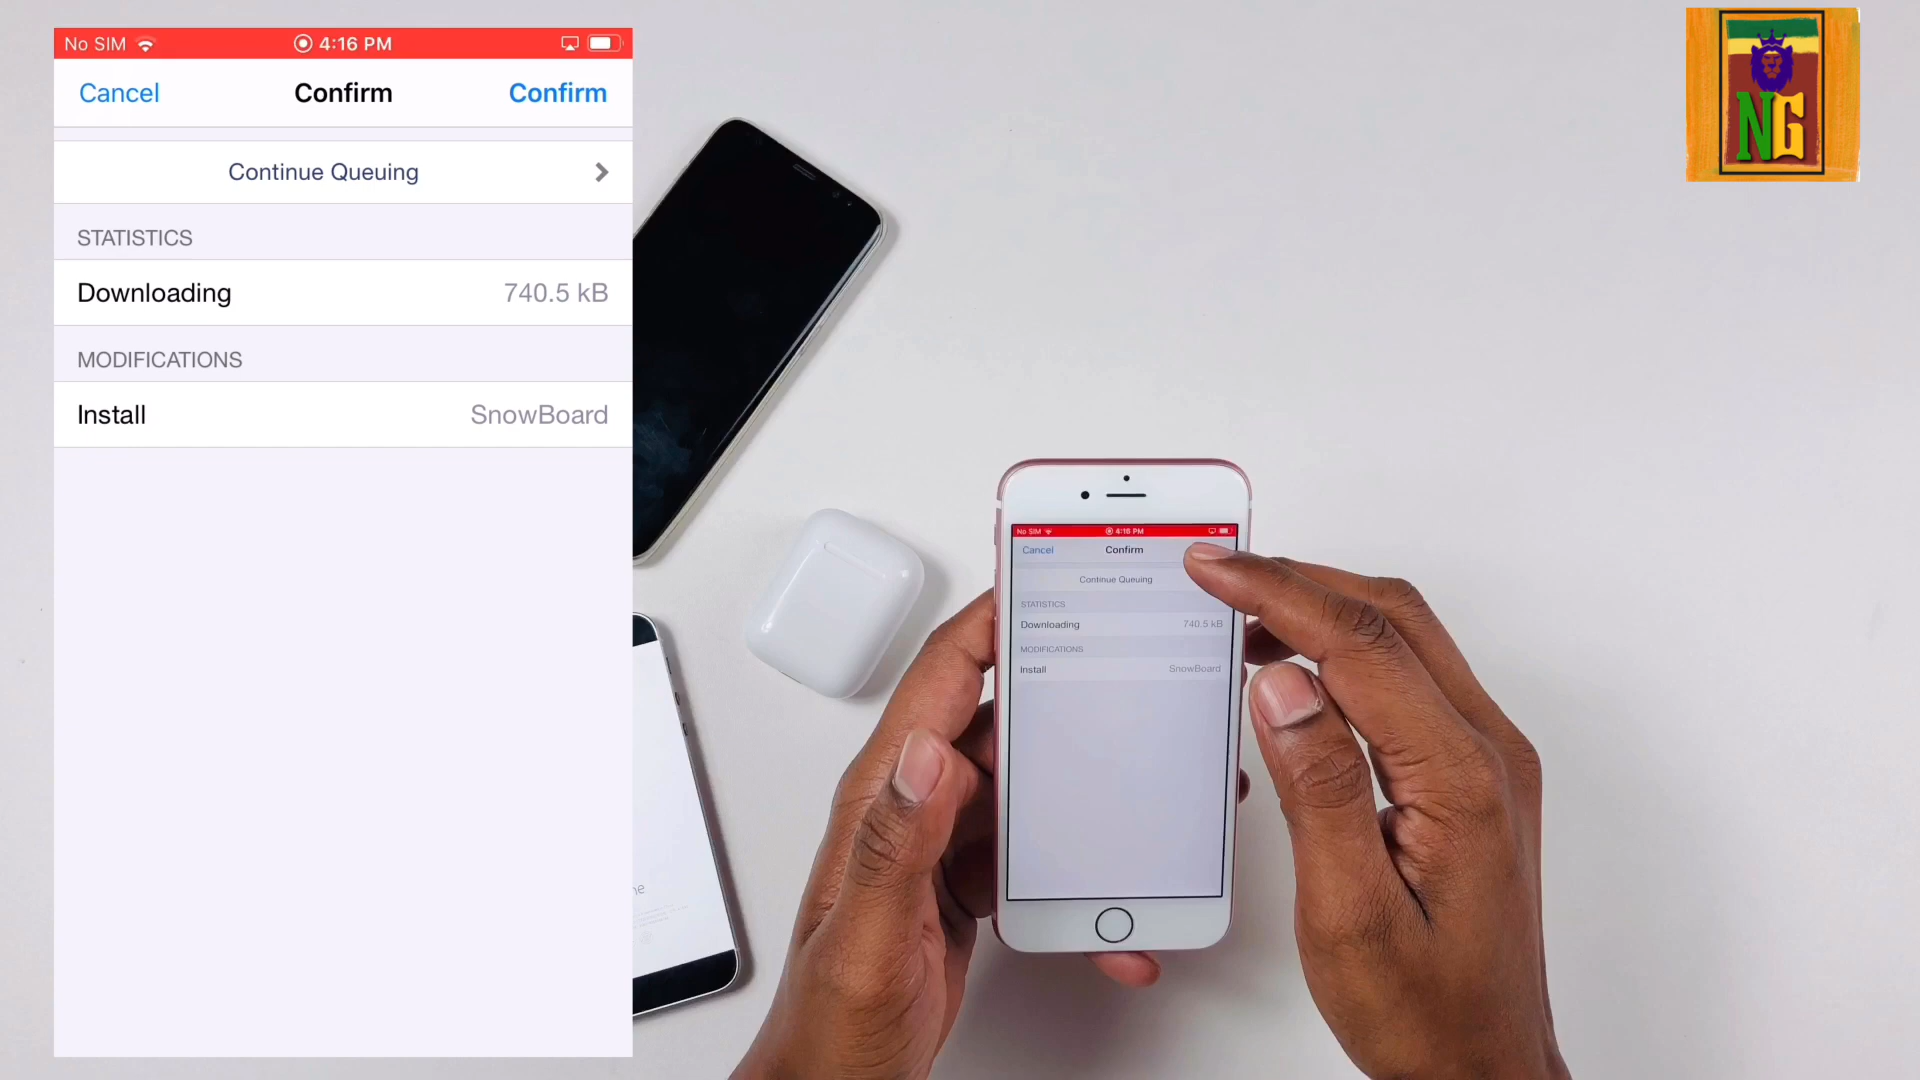 No SIM 4:16 PM
Cancel Confirm Confirm
Continue Queuing
STATISTICS
Downloading 740.5 kB
MODIFICATIONS
Install SnowBoard
NG
No SIM 4:16 PM
Cancel Confirm
Continue Queuing
STATISTICS
Downloading 740.5 kB
MODIFICATIONS
Install SnowBoard